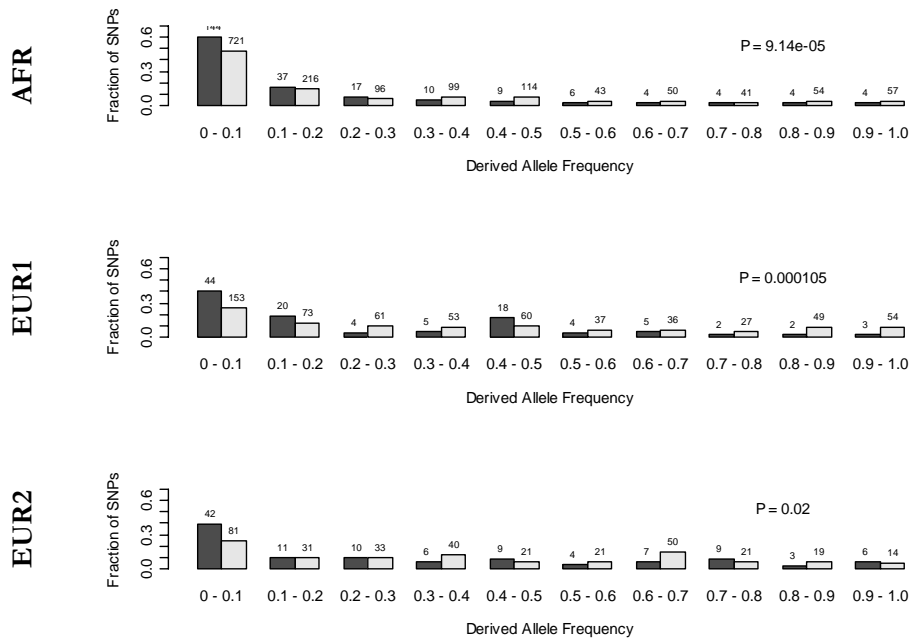 AFR
Fraction of SNPs
0.0 0.3 0.6
721 37 216 17 96 10 99 9 114 6 43 4 50 4 41 4 54 4 57
P = 9.14e-05
0 - 0.1 0.1 - 0.2 0.2 - 0.3 0.3 - 0.4 0.4 - 0.5 0.5 - 0.6 0.6 - 0.7 0.7 - 0.8 0.8 - 0.9 0.9 - 1.0
Derived Allele Frequency
EUR1
Fraction of SNPs
0.0 0.3 0.6
44 153 20 73 4 61 5 53 18 60 4 37 5 36 2 27 2 49 3 54
P = 0.000105
0 - 0.1 0.1 - 0.2 0.2 - 0.3 0.3 - 0.4 0.4 - 0.5 0.5 - 0.6 0.6 - 0.7 0.7 - 0.8 0.8 - 0.9 0.9 - 1.0
Derived Allele Frequency
EUR2
Fraction of SNPs
0.0 0.3 0.6
42 81 11 31 10 33 6 40 9 21 4 21 7 50 9 21 3 19 6 14
P = 0.02
0 - 0.1 0.1 - 0.2 0.2 - 0.3 0.3 - 0.4 0.4 - 0.5 0.5 - 0.6 0.6 - 0.7 0.7 - 0.8 0.8 - 0.9 0.9 - 1.0
Derived Allele Frequency